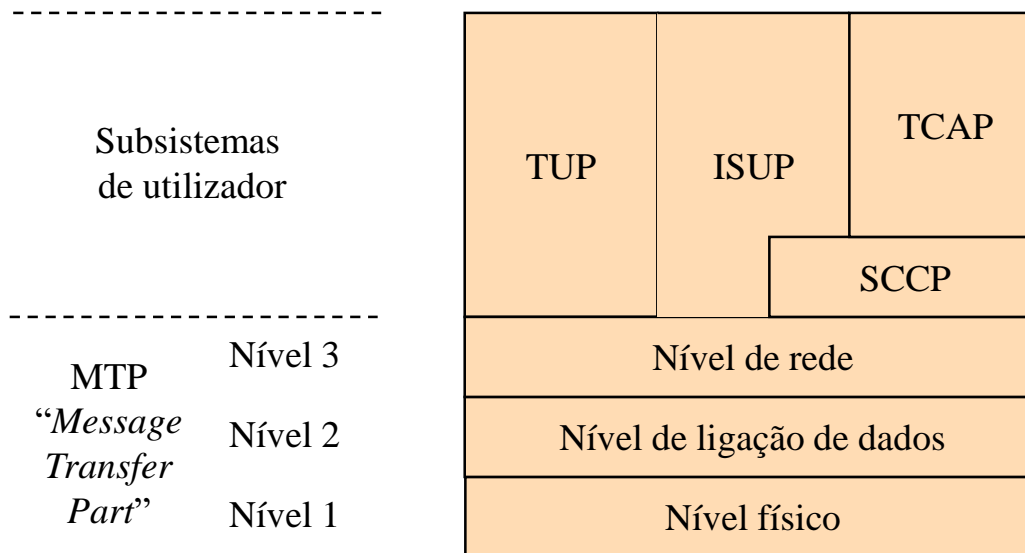 Subsistemas
de utilizador
TUP
ISUP
TCAP
SCCP
MTP
“Message
Transfer
Part”
Nível 3
Nível de rede
Nível 2
Nível de ligação de dados
Nível 1
Nível físico